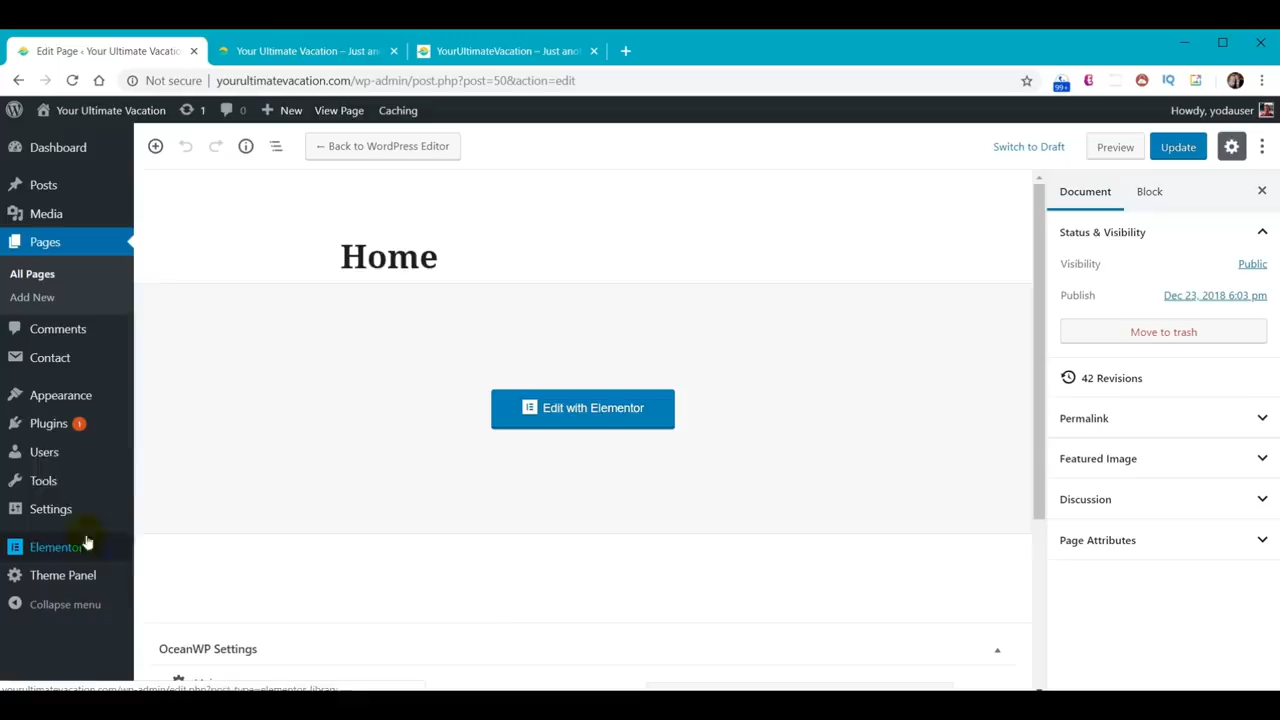 Edit Page ‹ Your Ultimate Vacatio
Your Ultimate Vacation – Just an
YourUltimateVacation – Just anot
Not secure
yourultimatevacation.com/wp-admin/post.php?post=50&action=edit
99+
IQ
Your Ultimate Vacation
1
0
New
View Page
Caching
Howdy, yodauser
Dashboard
Posts
Media
Pages
All Pages
Add New
Comments
Contact
Appearance
Plugins 1
Users
Tools
Settings
Elementor
Theme Panel
Collapse menu
← Back to WordPress Editor
Switch to Draft
Preview
Update
Home
Edit with Elementor
OceanWP Settings
Document
Block
Status & Visibility
Visibility
Public
Publish
Dec 23, 2018 6:03 pm
Move to trash
42 Revisions
Permalink
Featured Image
Discussion
Page Attributes
yourultimatevacation.com/wp-admin/edit.php?post_type=elementor_library